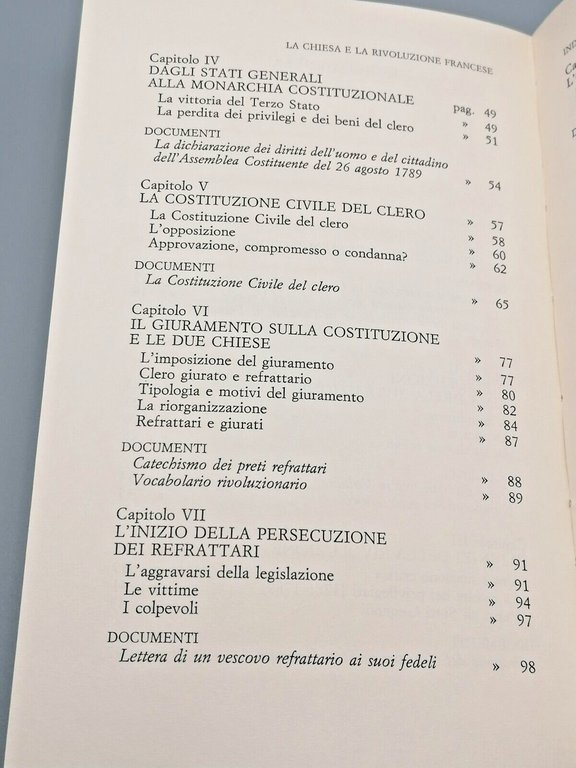 LA CHIESA E LA RIVOLUZIONE FRANCESE
Capitolo IV
DAGLI STATI GENERALI
ALLA MONARCHIA COSTITUZIONALE pag. 49
La vittoria del Terzo Stato » 49
La perdita dei privilegi e dei beni del clero » 51
DOCUMENTI
La dichiarazione dei diritti dell'uomo e del cittadino
dell'Assemblea Costituente del 26 agosto 1789 » 54
Capitolo V
LA COSTITUZIONE CIVILE DEL CLERO » 57
La Costituzione Civile del clero » 58
L'opposizione » 60
Approvazione, compromesso o condanna? » 62
DOCUMENTI
La Costituzione Civile del clero » 65
Capitolo VI
IL GIURAMENTO SULLA COSTITUZIONE
E LE DUE CHIESE » 77
L'imposizione del giuramento » 77
Clero giurato e refrattario » 80
Tipologia e motivi del giuramento » 82
La riorganizzazione » 84
Refrattari e giurati » 87
DOCUMENTI
Catechismo dei preti refrattari » 88
Vocabolario rivoluzionario » 89
Capitolo VII
L'INIZIO DELLA PERSECUZIONE
DEI REFRATTARI » 91
L'aggravarsi della legislazione » 91
Le vittime » 94
I colpevoli » 97
DOCUMENTI
Lettera di un vescovo refrattario ai suoi fedeli » 98